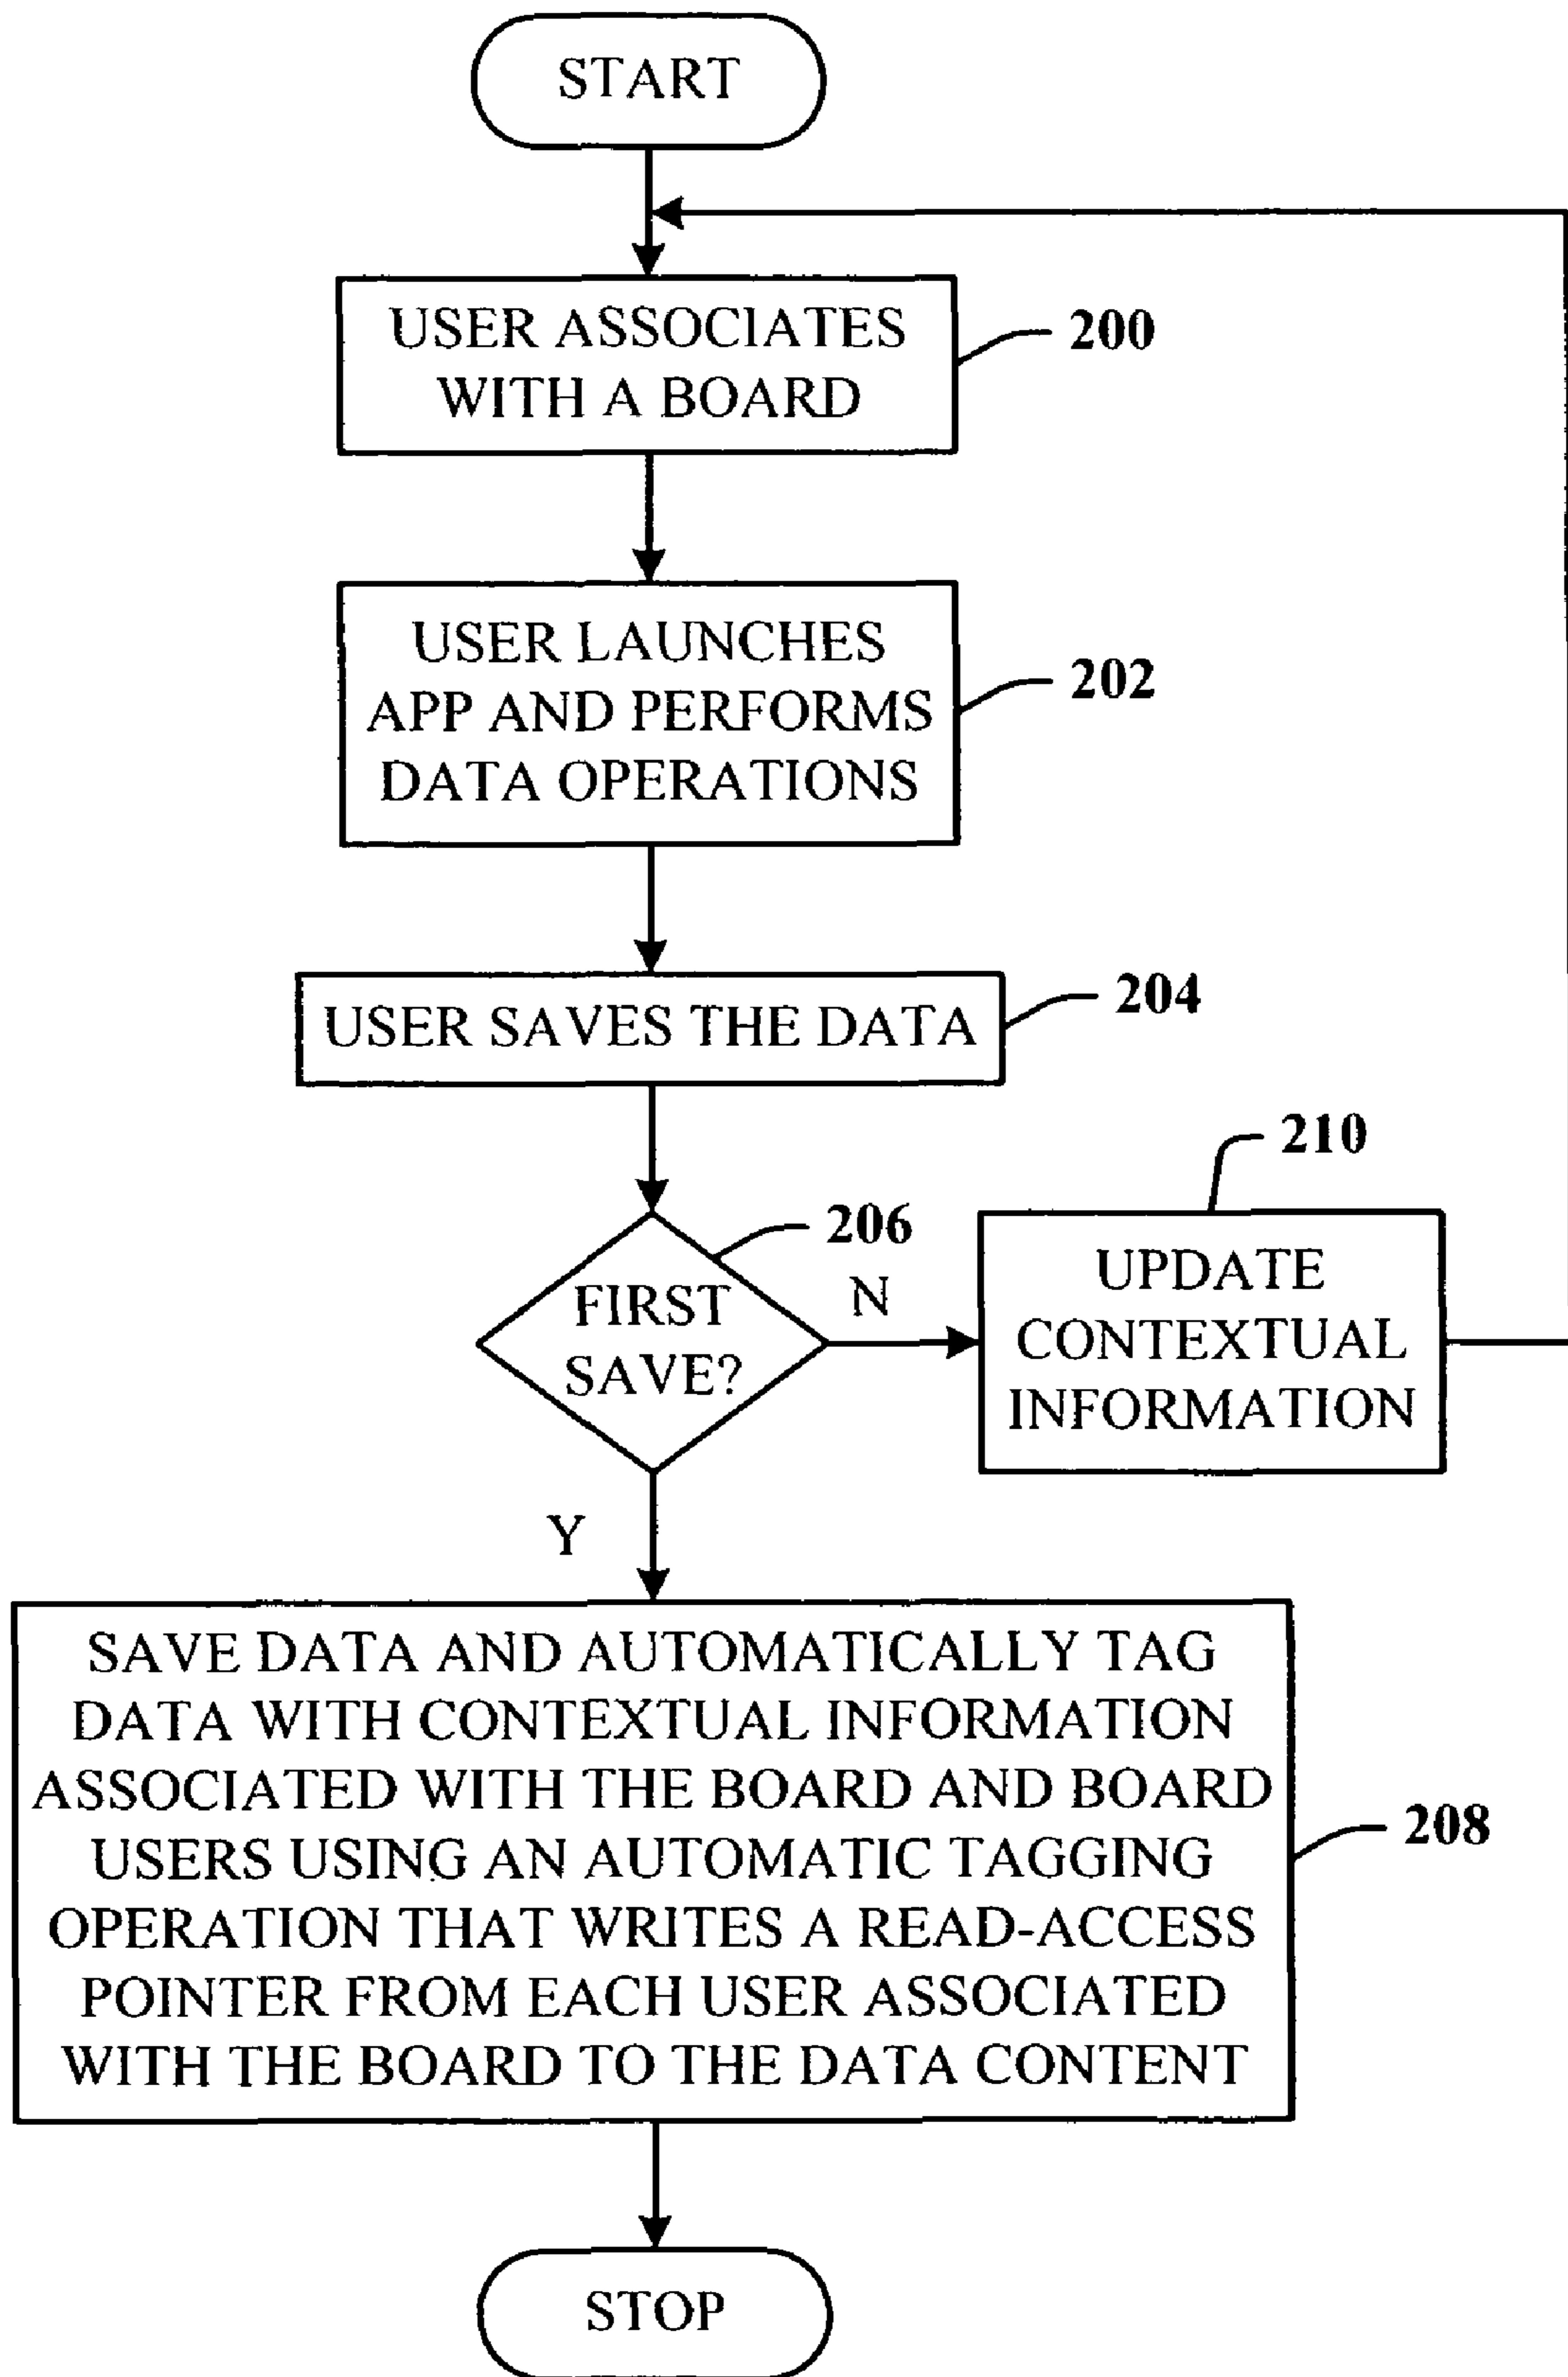 START
USER ASSOCIATES
WITH A BOARD
200
USER LAUNCHES
APP AND PERFORMS
DATA OPERATIONS
202
USER SAVES THE DATA
204
FIRST
SAVE?
206
N
210
UPDATE
CONTEXTUAL
INFORMATION
Y
SAVE DATA AND AUTOMATICALLY TAG
DATA WITH CONTEXTUAL INFORMATION
ASSOCIATED WITH THE BOARD AND BOARD
USERS USING AN AUTOMATIC TAGGING
OPERATION THAT WRITES A READ-ACCESS
POINTER FROM EACH USER ASSOCIATED
WITH THE BOARD TO THE DATA CONTENT
208
STOP